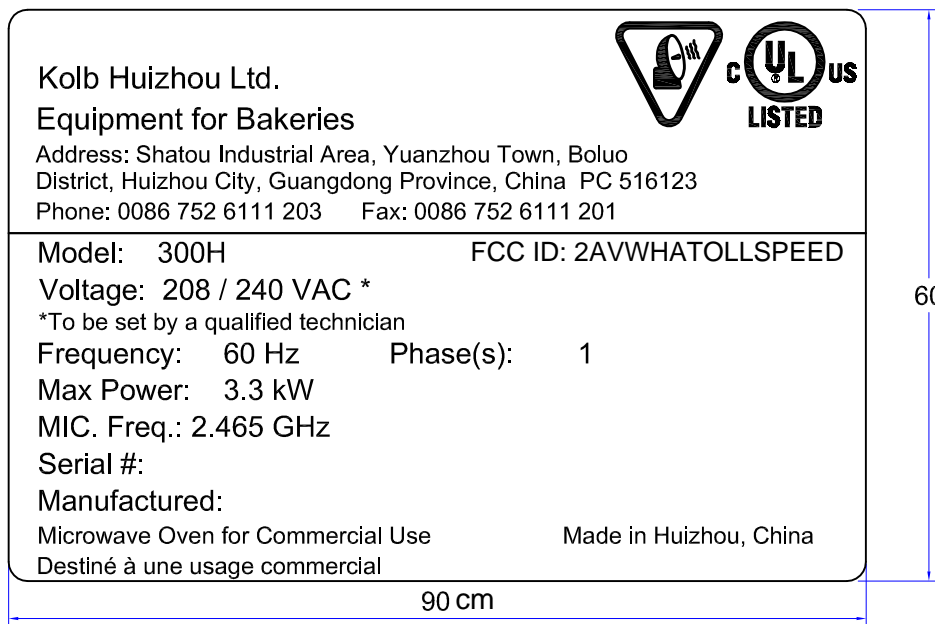 Kolb Huizhou Ltd.
Equipment for Bakeries
Address: Shatou Industrial Area, Yuanzhou Town, Boluo
District, Huizhou City, Guangdong Province, China PC 516123
Phone: 0086 752 6111 203 Fax: 0086 752 6111 201
C UL ® US
LISTED
Model: 300H FCC ID: 2AVWHATOLLSPEED
Voltage: 208 / 240 VAC *
*To be set by a qualified technician
Frequency: 60 Hz Phase(s): 1
Max Power: 3.3 kW
MIC. Freq.: 2.465 GHz
Serial #:
Manufactured:
Microwave Oven for Commercial Use Made in Huizhou, China
Destiné à une usage commercial
90 cm
60